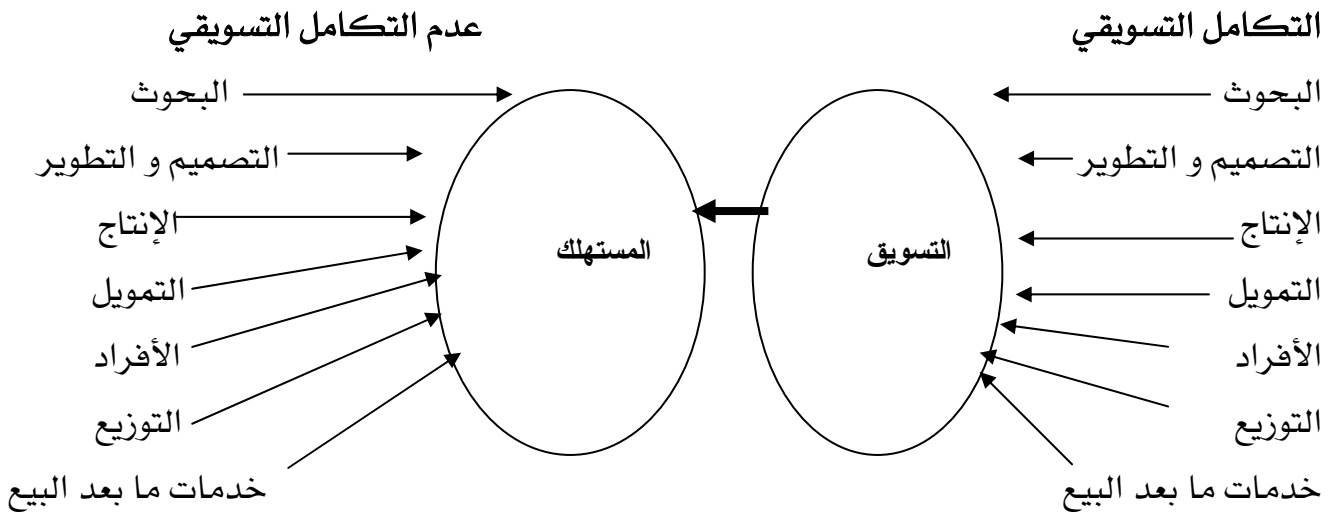 التكامل التسويقي
عدم التكامل التسويقي
البحوث
البحوث
التصميم و التطوير
التصميم و التطوير
الإنتاج
الإنتاج
التسويق
المستهلك
التمويل
التمويل
الأفراد
الأفراد
التوزيع
التوزيع
خدمات ما بعد البيع
خدمات ما بعد البيع